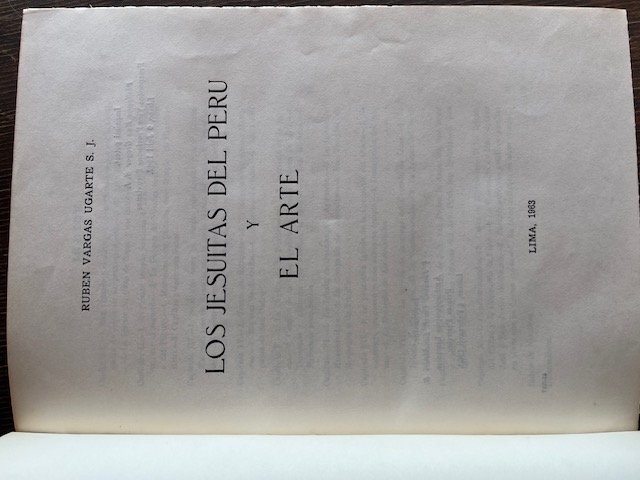 RUBEN VARGAS UGARTE S. J.
LOS JESUITAS DEL PERU
Y
EL ARTE
LIMA, 1963